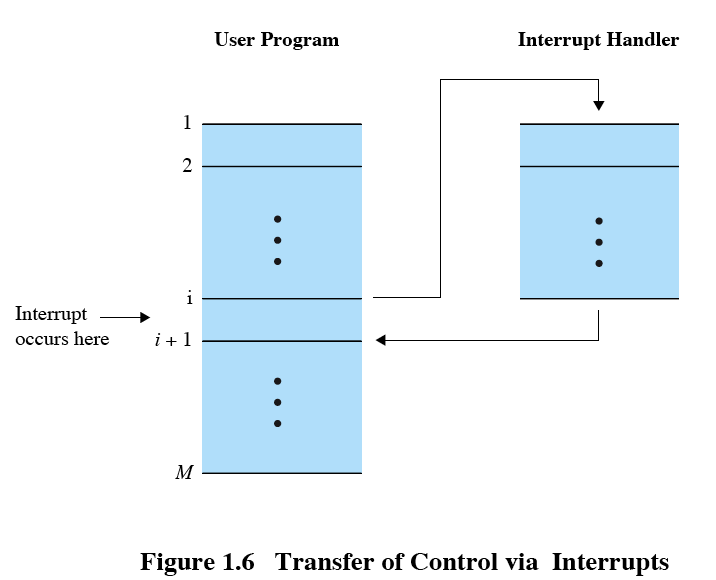 User Program
Interrupt Handler
1
2
i
Interrupt
occurs here
i + 1
M
Figure 1.6 Transfer of Control via Interrupts